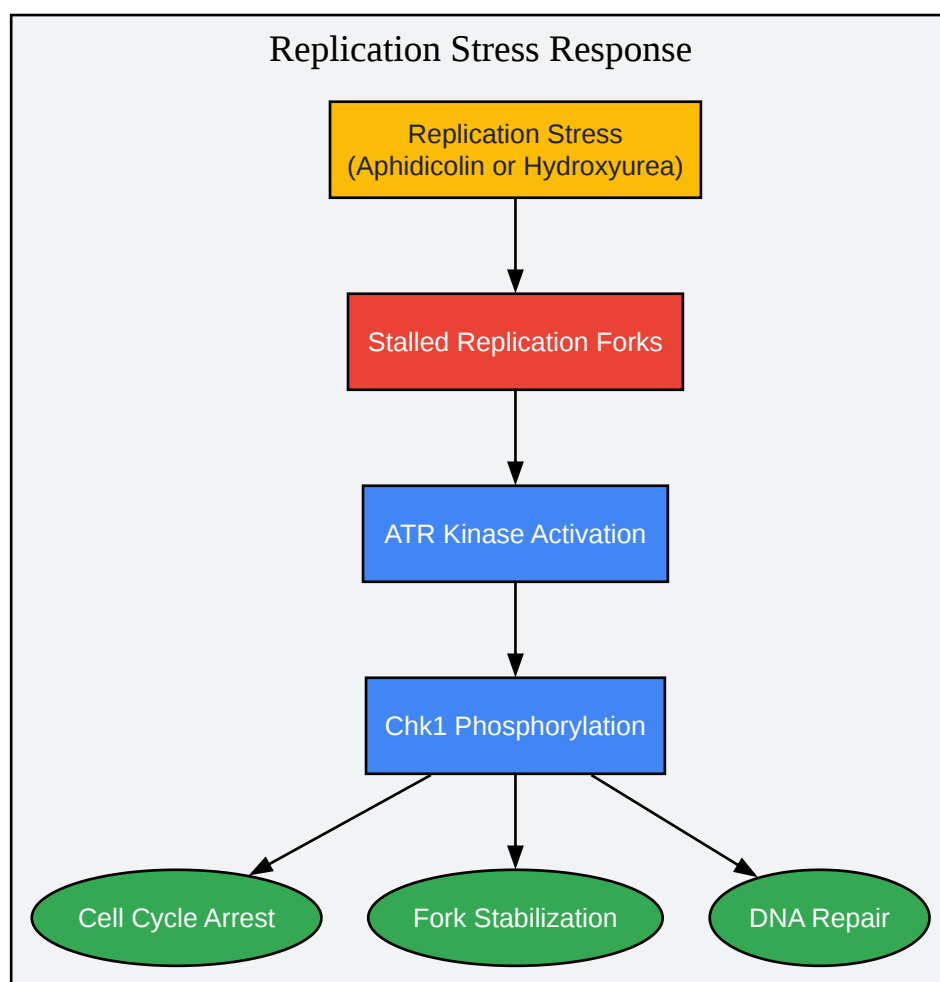 Replication Stress Response
Replication Stress
(Aphidicolin or Hydroxyurea)
Stalled Replication Forks
ATR Kinase Activation
Chk1 Phosphorylation
Cell Cycle Arrest
Fork Stabilization
DNA Repair